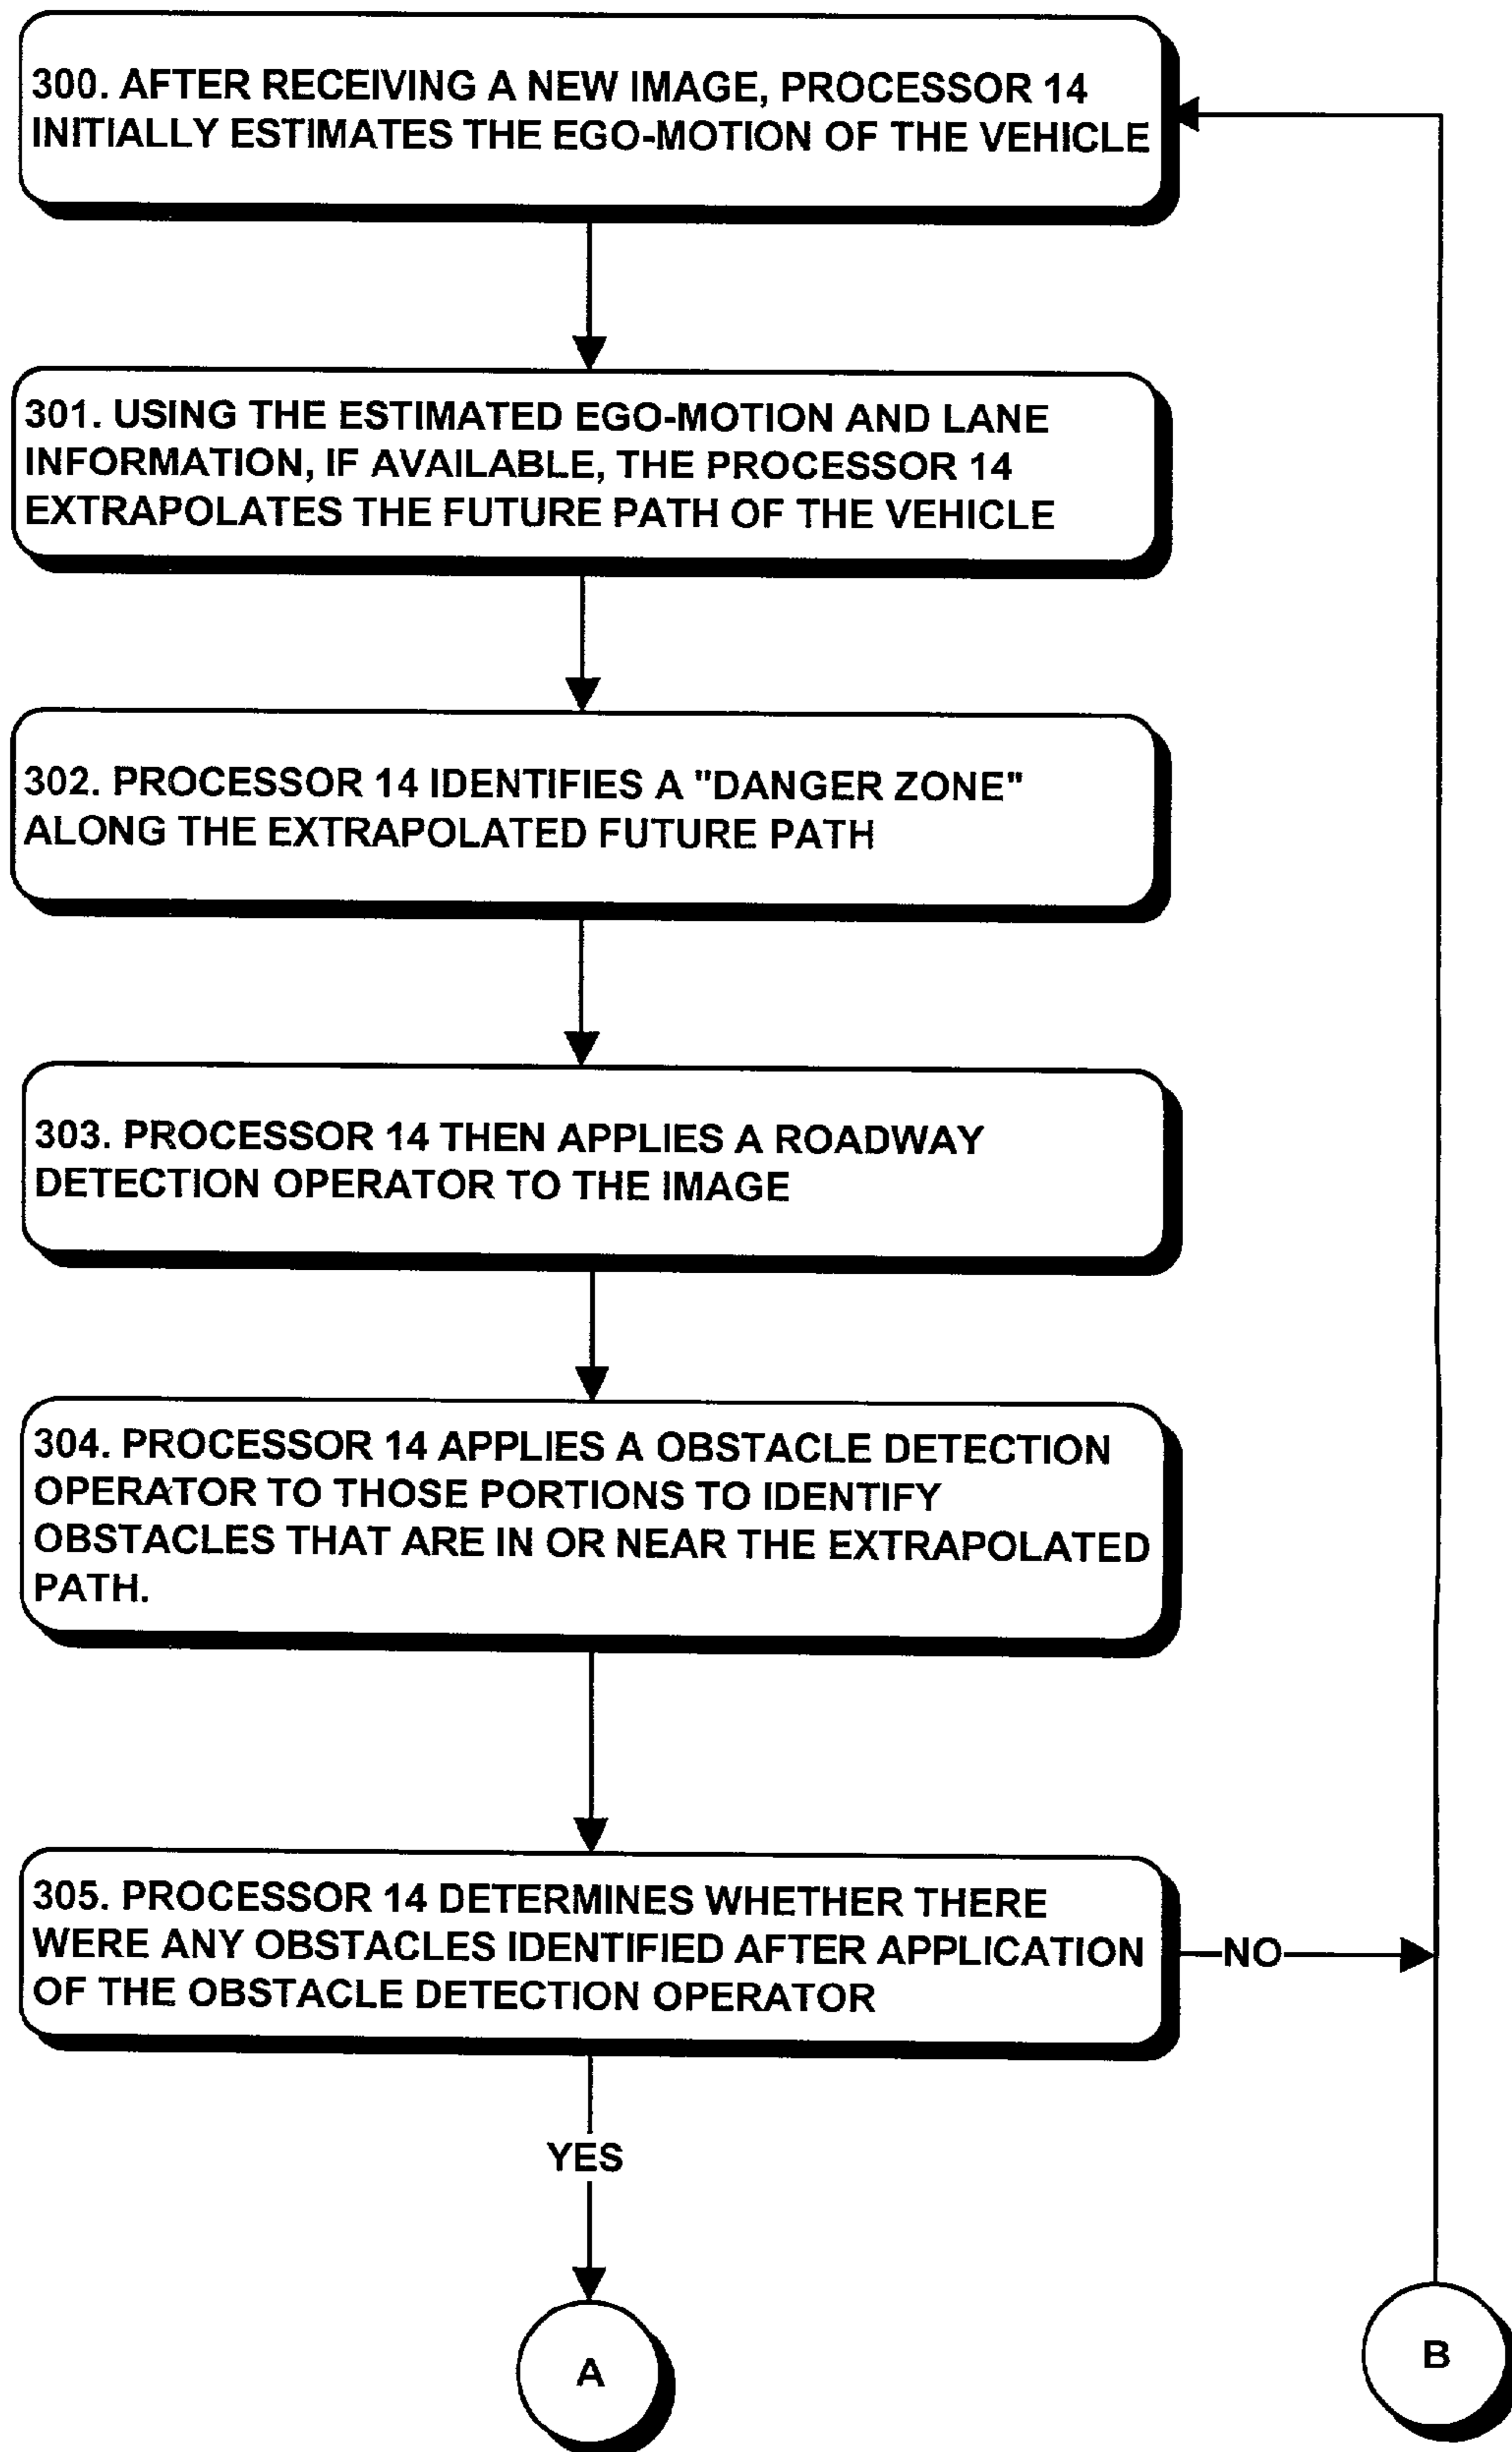 300. AFTER RECEIVING A NEW IMAGE, PROCESSOR 14
INITIALLY ESTIMATES THE EGO-MOTION OF THE VEHICLE
301. USING THE ESTIMATED EGO-MOTION AND LANE
INFORMATION, IF AVAILABLE, THE PROCESSOR 14
EXTRAPOLATES THE FUTURE PATH OF THE VEHICLE
302. PROCESSOR 14 IDENTIFIES A "DANGER ZONE"
ALONG THE EXTRAPOLATED FUTURE PATH
303. PROCESSOR 14 THEN APPLIES A ROADWAY
DETECTION OPERATOR TO THE IMAGE
304. PROCESSOR 14 APPLIES A OBSTACLE DETECTION
OPERATOR TO THOSE PORTIONS TO IDENTIFY
OBSTACLES THAT ARE IN OR NEAR THE EXTRAPOLATED
PATH.
305. PROCESSOR 14 DETERMINES WHETHER THERE
WERE ANY OBSTACLES IDENTIFIED AFTER APPLICATION
OF THE OBSTACLE DETECTION OPERATOR
NO
YES
A
B